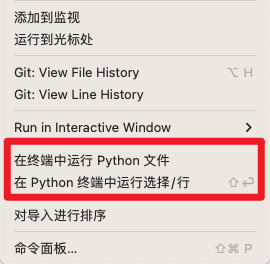 添加到监视
运行到光标处
Git: View File History ⌥ H
Git: View Line History
Run in Interactive Window >
在终端中运行 Python 文件
在 Python 终端中运行选择/行 ⇧⏎
对导入进行排序
命令面板... ⇧⌘ P